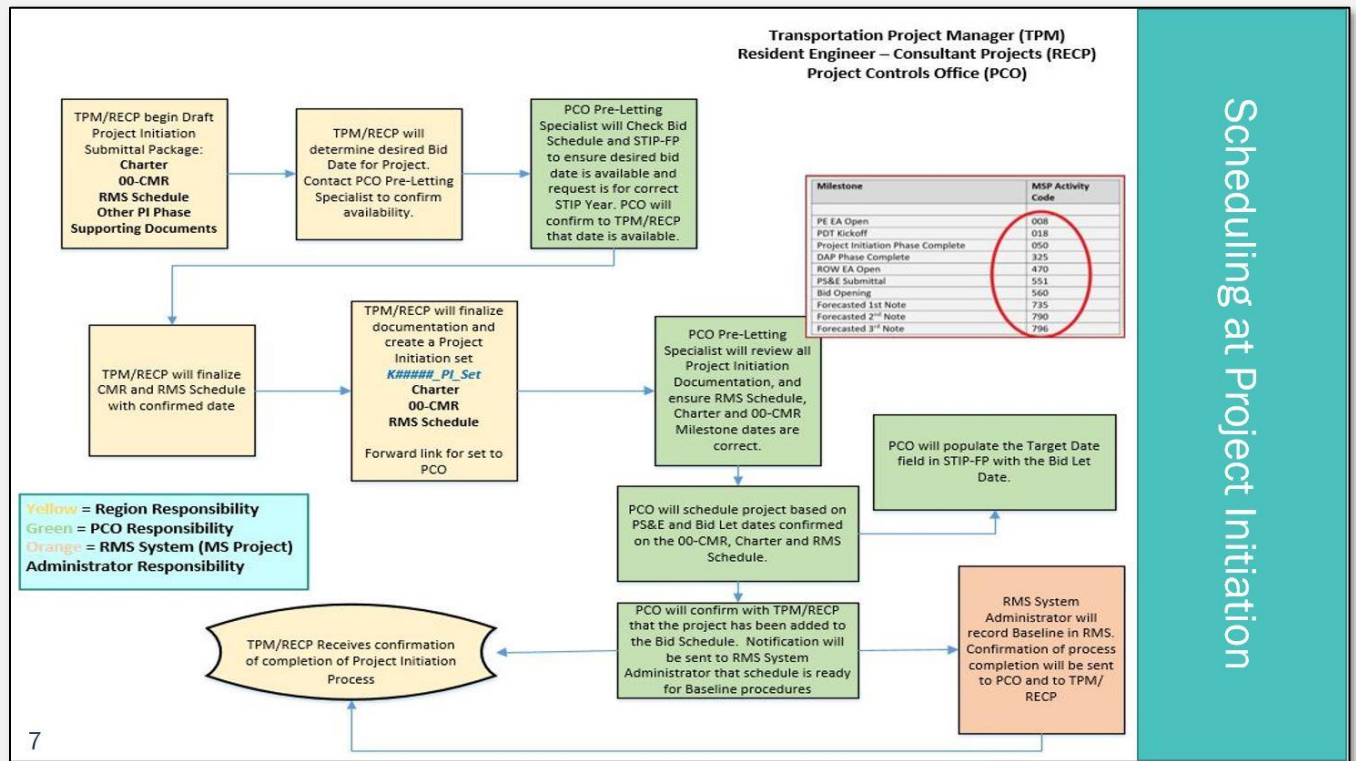 Transportation Project Manager (TPM)
Resident Engineer – Consultant Projects (RECP)
Project Controls Office (PCO)
Scheduling at Project Initiation
TPM/RECP begin Draft
Project Initiation
Submittal Package:
Charter
00-CMR
RMS Schedule
Other PI Phase
Supporting Documents
TPM/RECP will
determine desired Bid
Date for Project.
Contact PCO Pre-Letting
Specialist to confirm
availability.
PCO Pre-Letting
Specialist will Check Bid
Schedule and STIP-FP
to ensure desired bid
date is available and
request is for correct
STIP Year. PCO will
confirm to TPM/RECP
that date is available.
Milestone MSP Activity
Code
PE EA Open 008
PDT Kickoff 018
Project Initiation Phase Complete 050
DAP Phase Complete 325
ROW EA Open 470
PS&E Submittal 551
Bid Opening 560
Forecasted 1st Note 735
Forecasted 2nd Note 790
Forecasted 3rd Note 796
TPM/RECP will finalize
CMR and RMS Schedule
with confirmed date
TPM/RECP will finalize
documentation and
create a Project
Initiation set
K#####_PI_Set
Charter
00-CMR
RMS Schedule
Forward link for set to
PCO
PCO Pre-Letting
Specialist will review all
Project Initiation
Documentation, and
ensure RMS Schedule,
Charter and 00-CMR
Milestone dates are
correct.
PCO will populate the Target Date
field in STIP-FP with the Bid Let
Date.
PCO will schedule project based on
PS&E and Bid Let dates confirmed
on the 00-CMR, Charter and RMS
Schedule.
Yellow = Region Responsibility
Green = PCO Responsibility
Orange = RMS System (MS Project)
Administrator Responsibility
PCO will confirm with TPM/RECP
that the project has been added to
the Bid Schedule. Notification will
be sent to RMS System
Administrator that schedule is ready
for Baseline procedures
RMS System
Administrator will
record Baseline in RMS.
Confirmation of process
completion will be sent
to PCO and to TPM/
RECP
TPM/RECP Receives confirmation
of completion of Project Initiation
Process
7